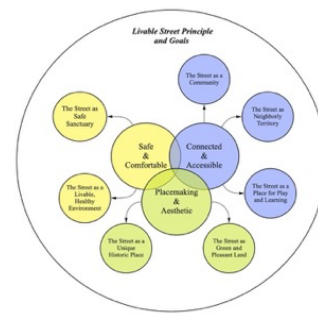 Livable Street Principle
and Goals
The Street as a
Community
The Street as
Safe
Sanctuary
The Street as
Neighborly
Territory
Safe
&
Comfortable
Connected
&
Accessible
The Street as a
Livable,
Healthy
Environment
Placemaking
&
Aesthetic
The Street as a
Place for Play
and Learning
The Street as a
Unique
Historic Place
The Street as
Green and
Pleasant Land